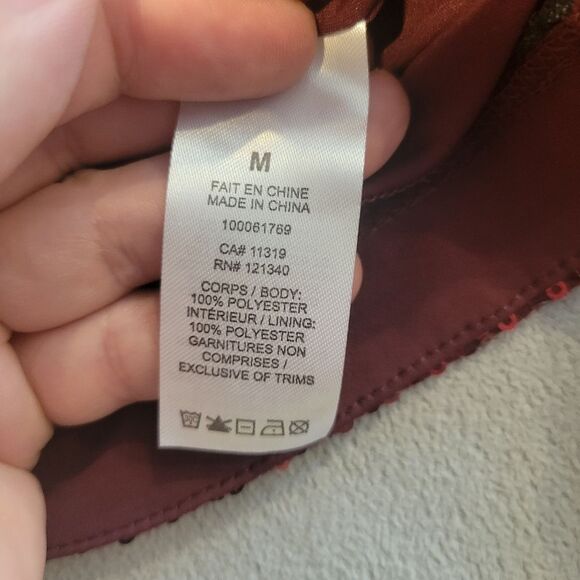 M
FAIT EN CHINE
MADE IN CHINA
100061769
CA# 11319
RN# 121340
CORPS / BODY:
100% POLYESTER
INTÉRIEUR / LINING:
100% POLYESTER
GARNITURES NON
COMPRISES /
EXCLUSIVE OF TRIMS